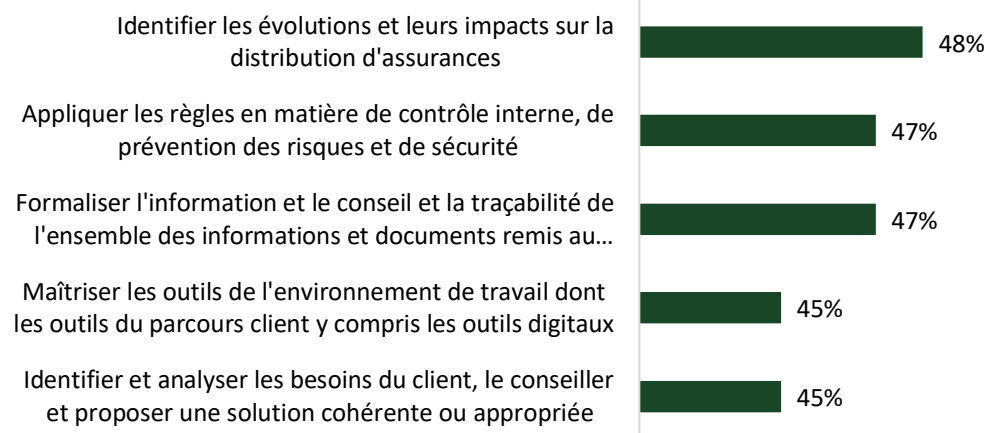 Identifier les évolutions et leurs impacts sur la
distribution d'assurances
48%
Appliquer les règles en matière de contrôle interne, de
prévention des risques et de sécurité
47%
Formaliser l'information et le conseil et la traçabilité de
l'ensemble des informations et documents remis au…
47%
Maîtriser les outils de l'environnement de travail dont
les outils du parcours client y compris les outils digitaux
45%
Identifier et analyser les besoins du client, le conseiller
et proposer une solution cohérente ou appropriée
45%